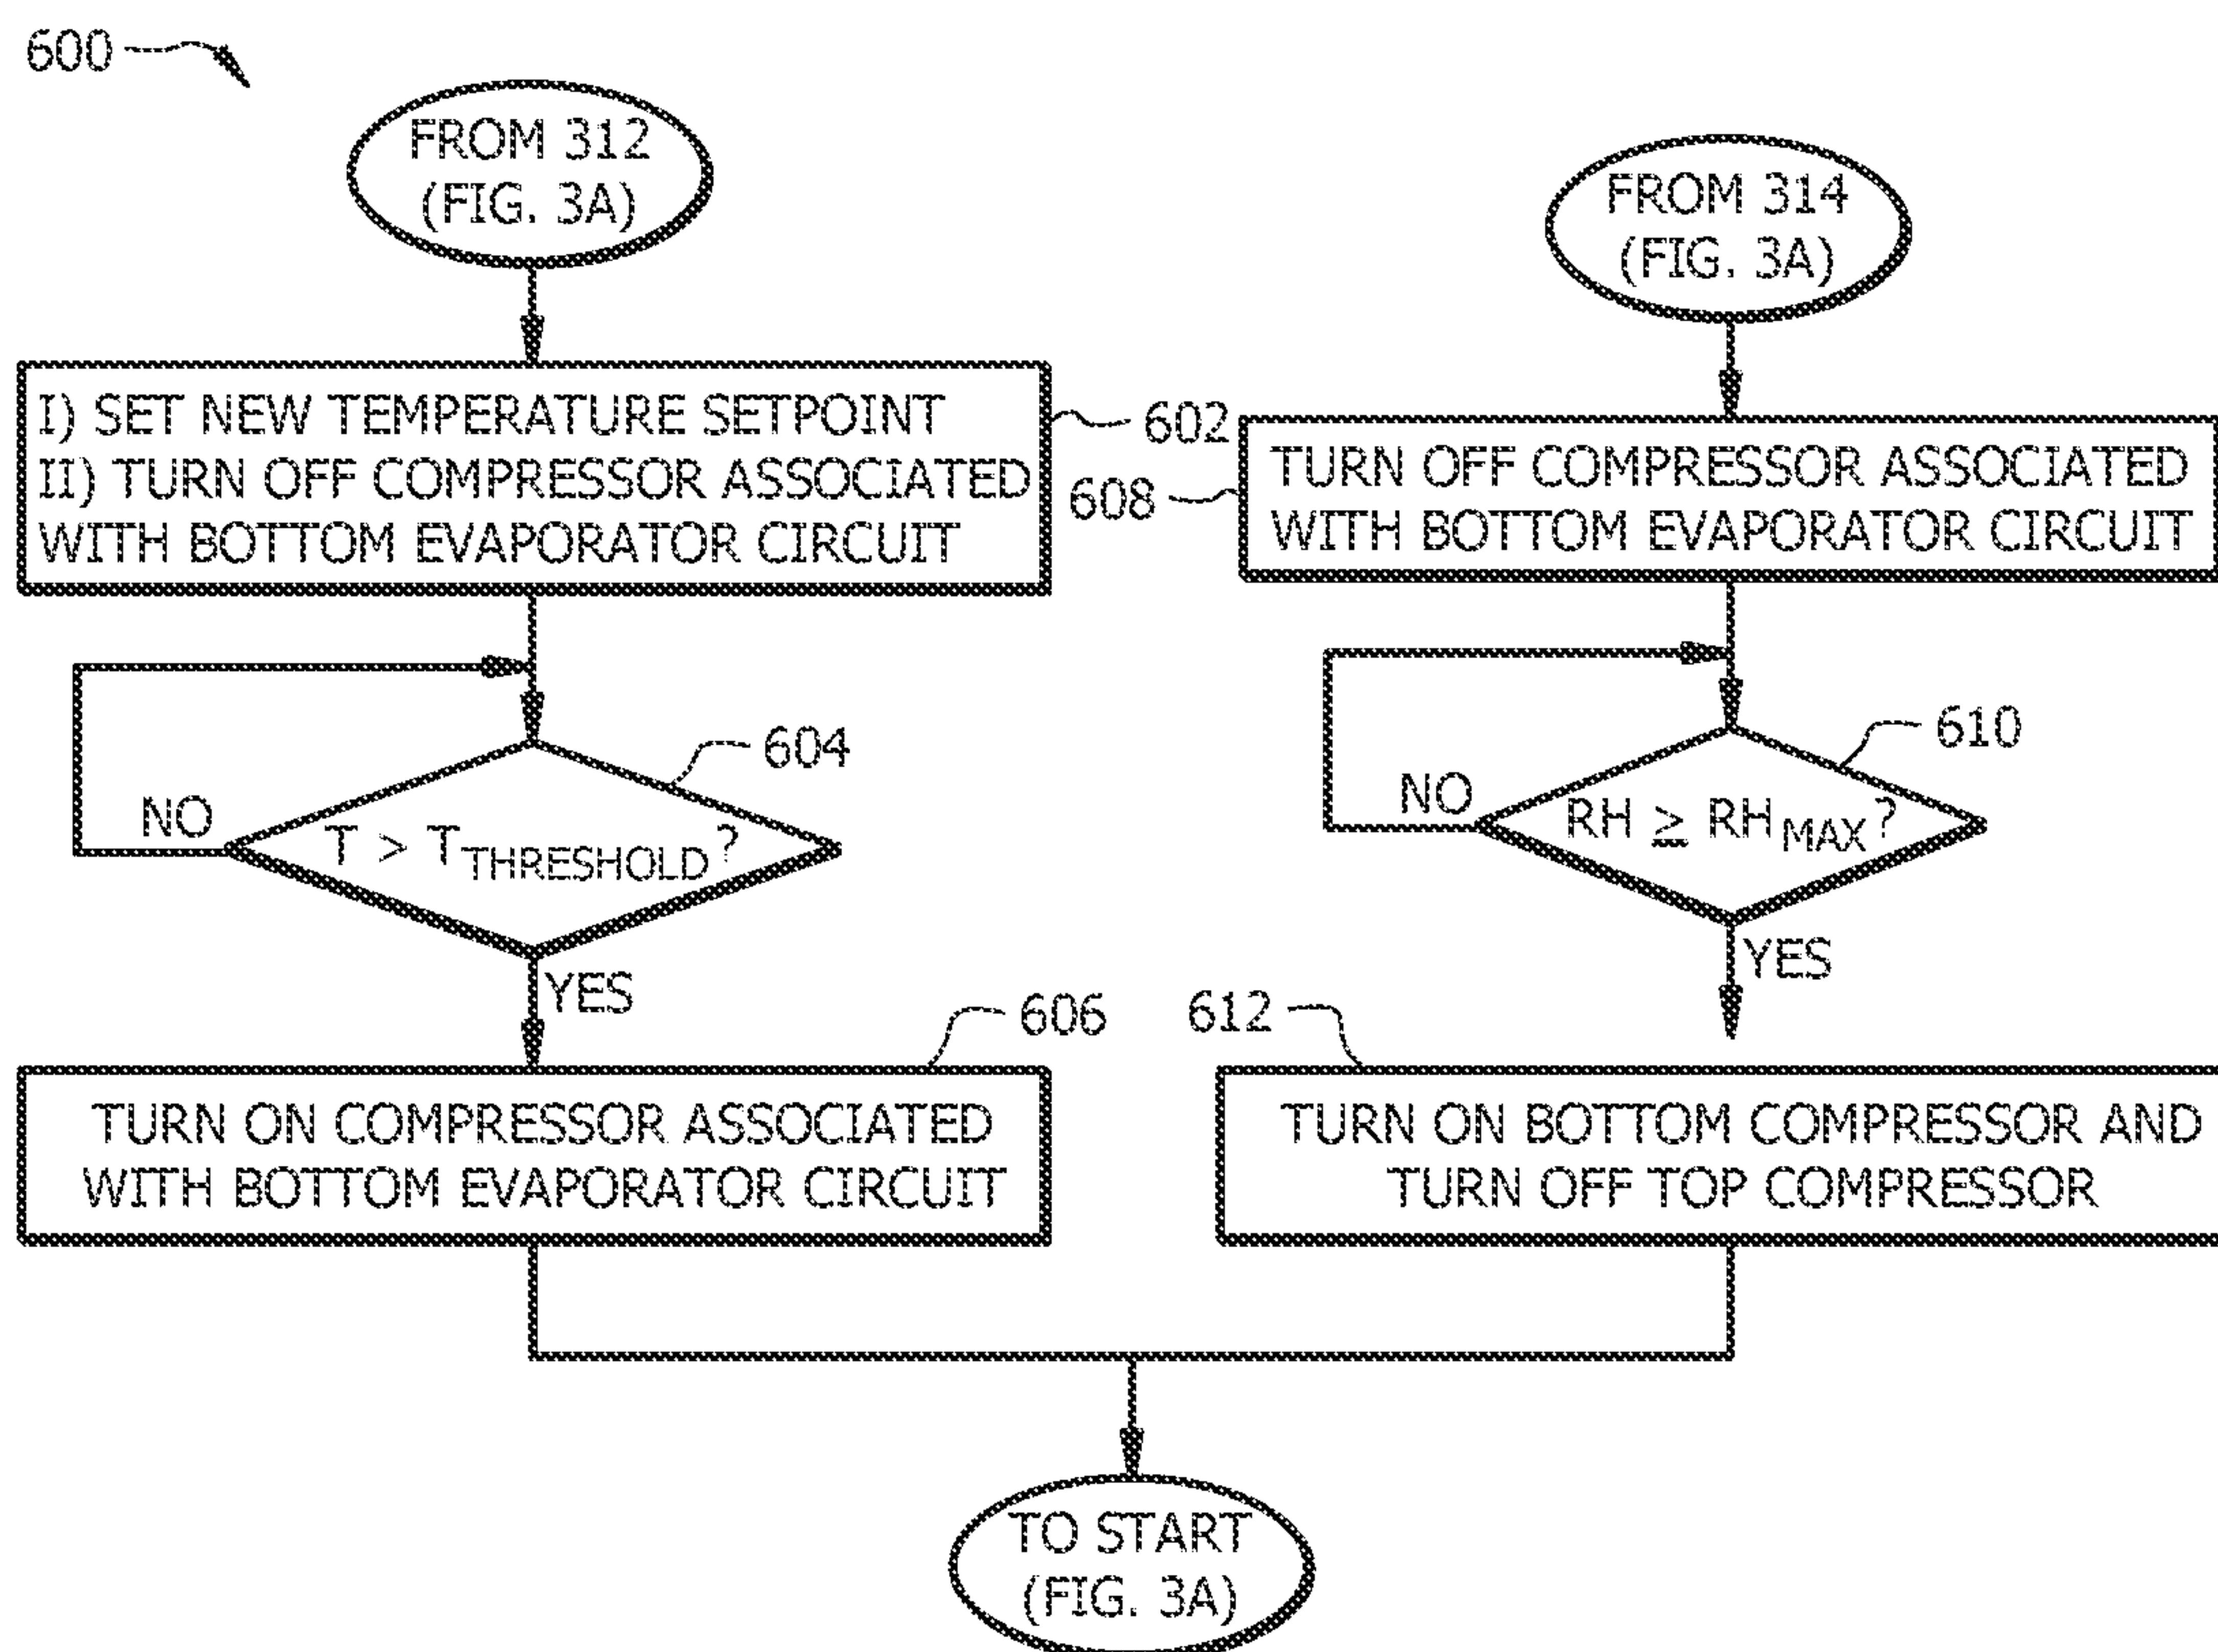 600
FROM 312
(FIG. 3A)
I) SET NEW TEMPERATURE SETPOINT
II) TURN OFF COMPRESSOR ASSOCIATED
WITH BOTTOM EVAPORATOR CIRCUIT
602
604
T > T THRESHOLD ?
NO
YES
606
TURN ON COMPRESSOR ASSOCIATED
WITH BOTTOM EVAPORATOR CIRCUIT
FROM 314
(FIG. 3A)
608
TURN OFF COMPRESSOR ASSOCIATED
WITH BOTTOM EVAPORATOR CIRCUIT
610
RH ≥ RH MAX ?
NO
YES
612
TURN ON BOTTOM COMPRESSOR AND
TURN OFF TOP COMPRESSOR
TO START
(FIG. 3A)